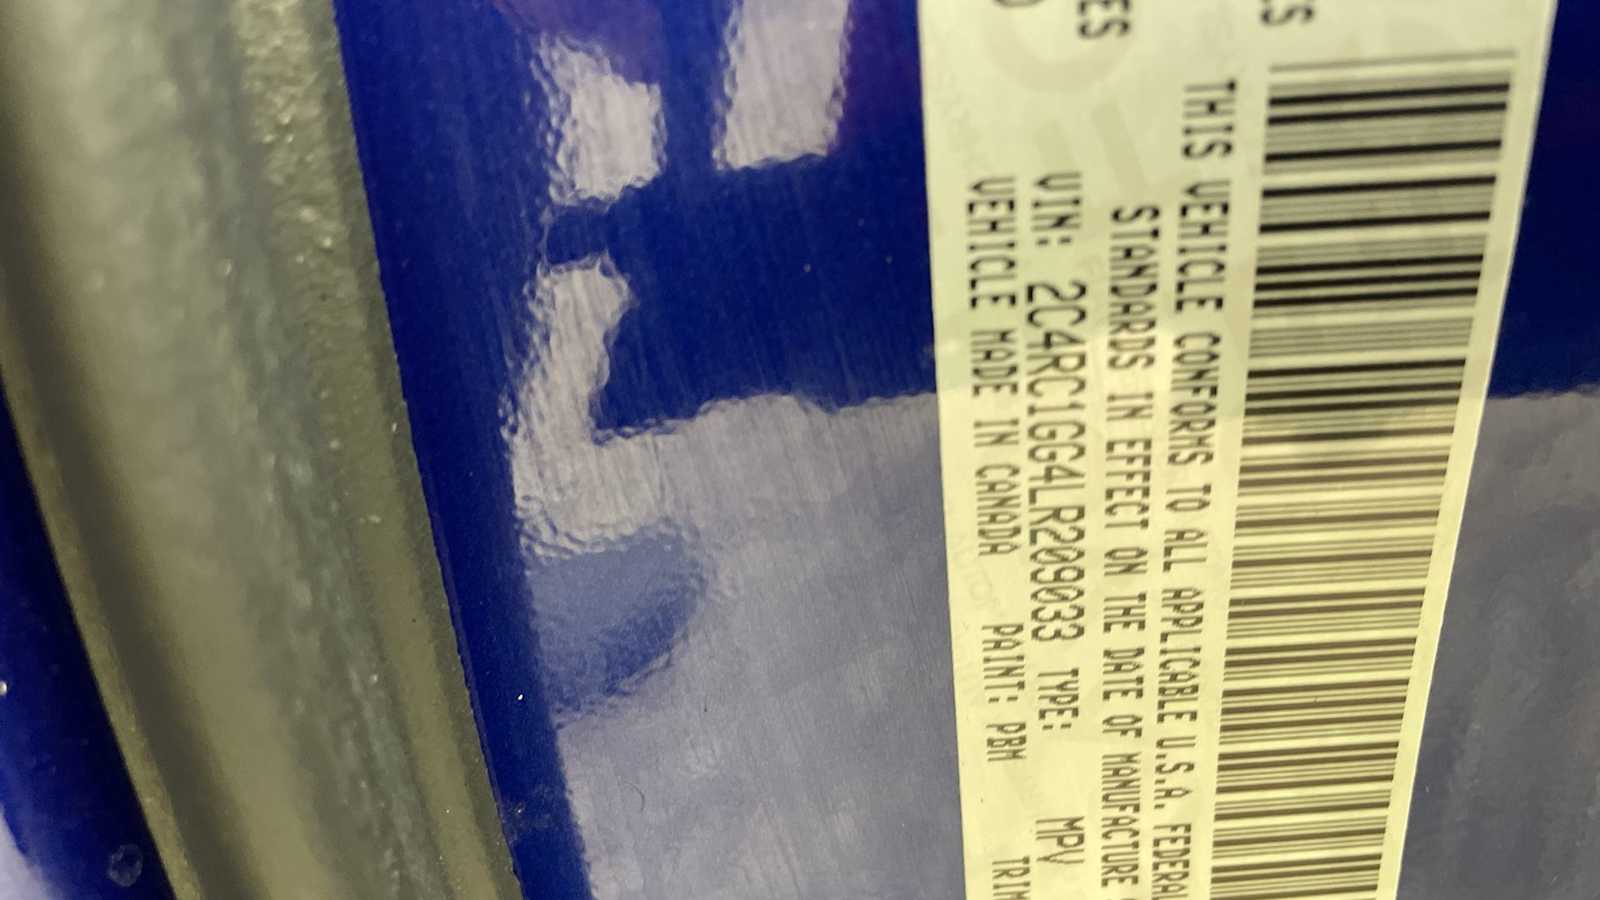 THIS VEHICLE CONFORMS TO ALL APPLICABLE U.S.A. FEDERAL
STANDARDS IN EFFECT ON THE DATE OF MANUFACTURE
VIN: 2C4RC1GG4LR209033 TYPE: MPV
VEHICLE MADE IN CANADA PAINT: PBM TRIM